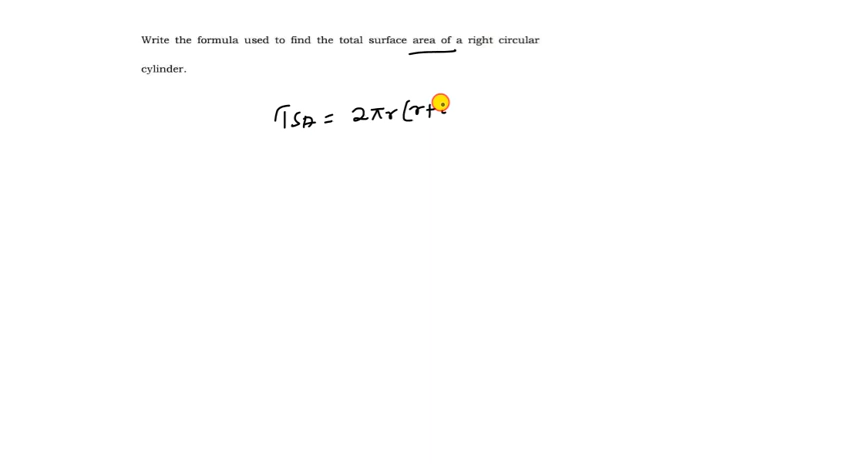 Write the formula used to find the total surface area of a right circular
cylinder.
TSA = 2πr(r+